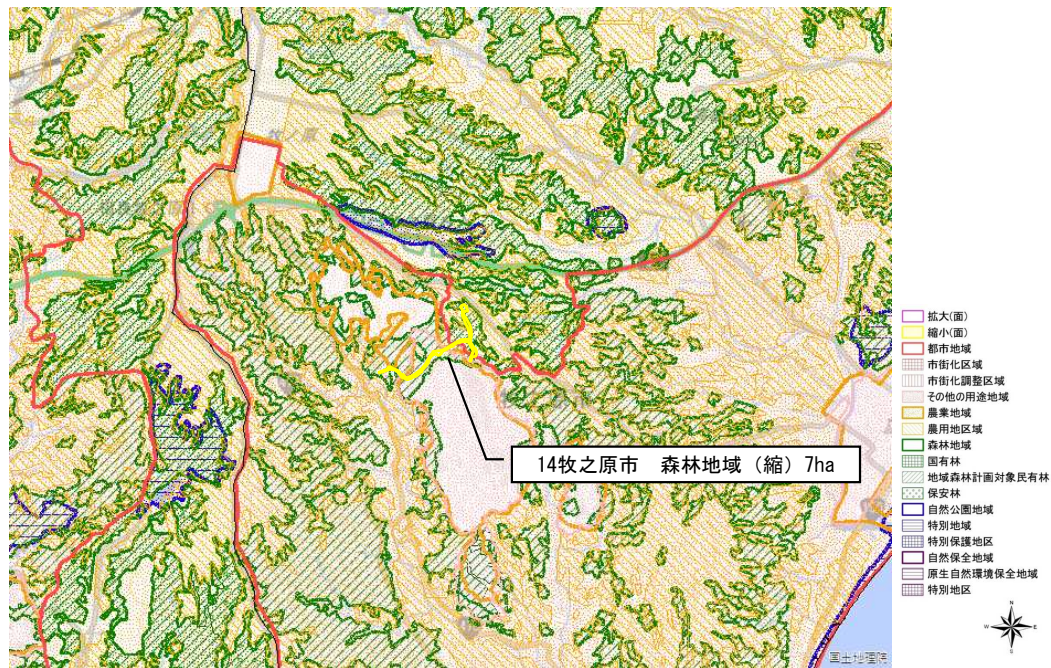 14牧之原市 森林地域（縮）7ha
拡大(面)
縮小(面)
都市地域
市街化区域
市街化調整区域
その他の用途地域
農業地域
農用地区域
森林地域
国有林
地域森林計画対象民有林
保安林
自然公園地域
特別地域
特別保護地区
自然保全地域
原生自然環境保全地域
特別地区
N
W
E
S
国土地理院